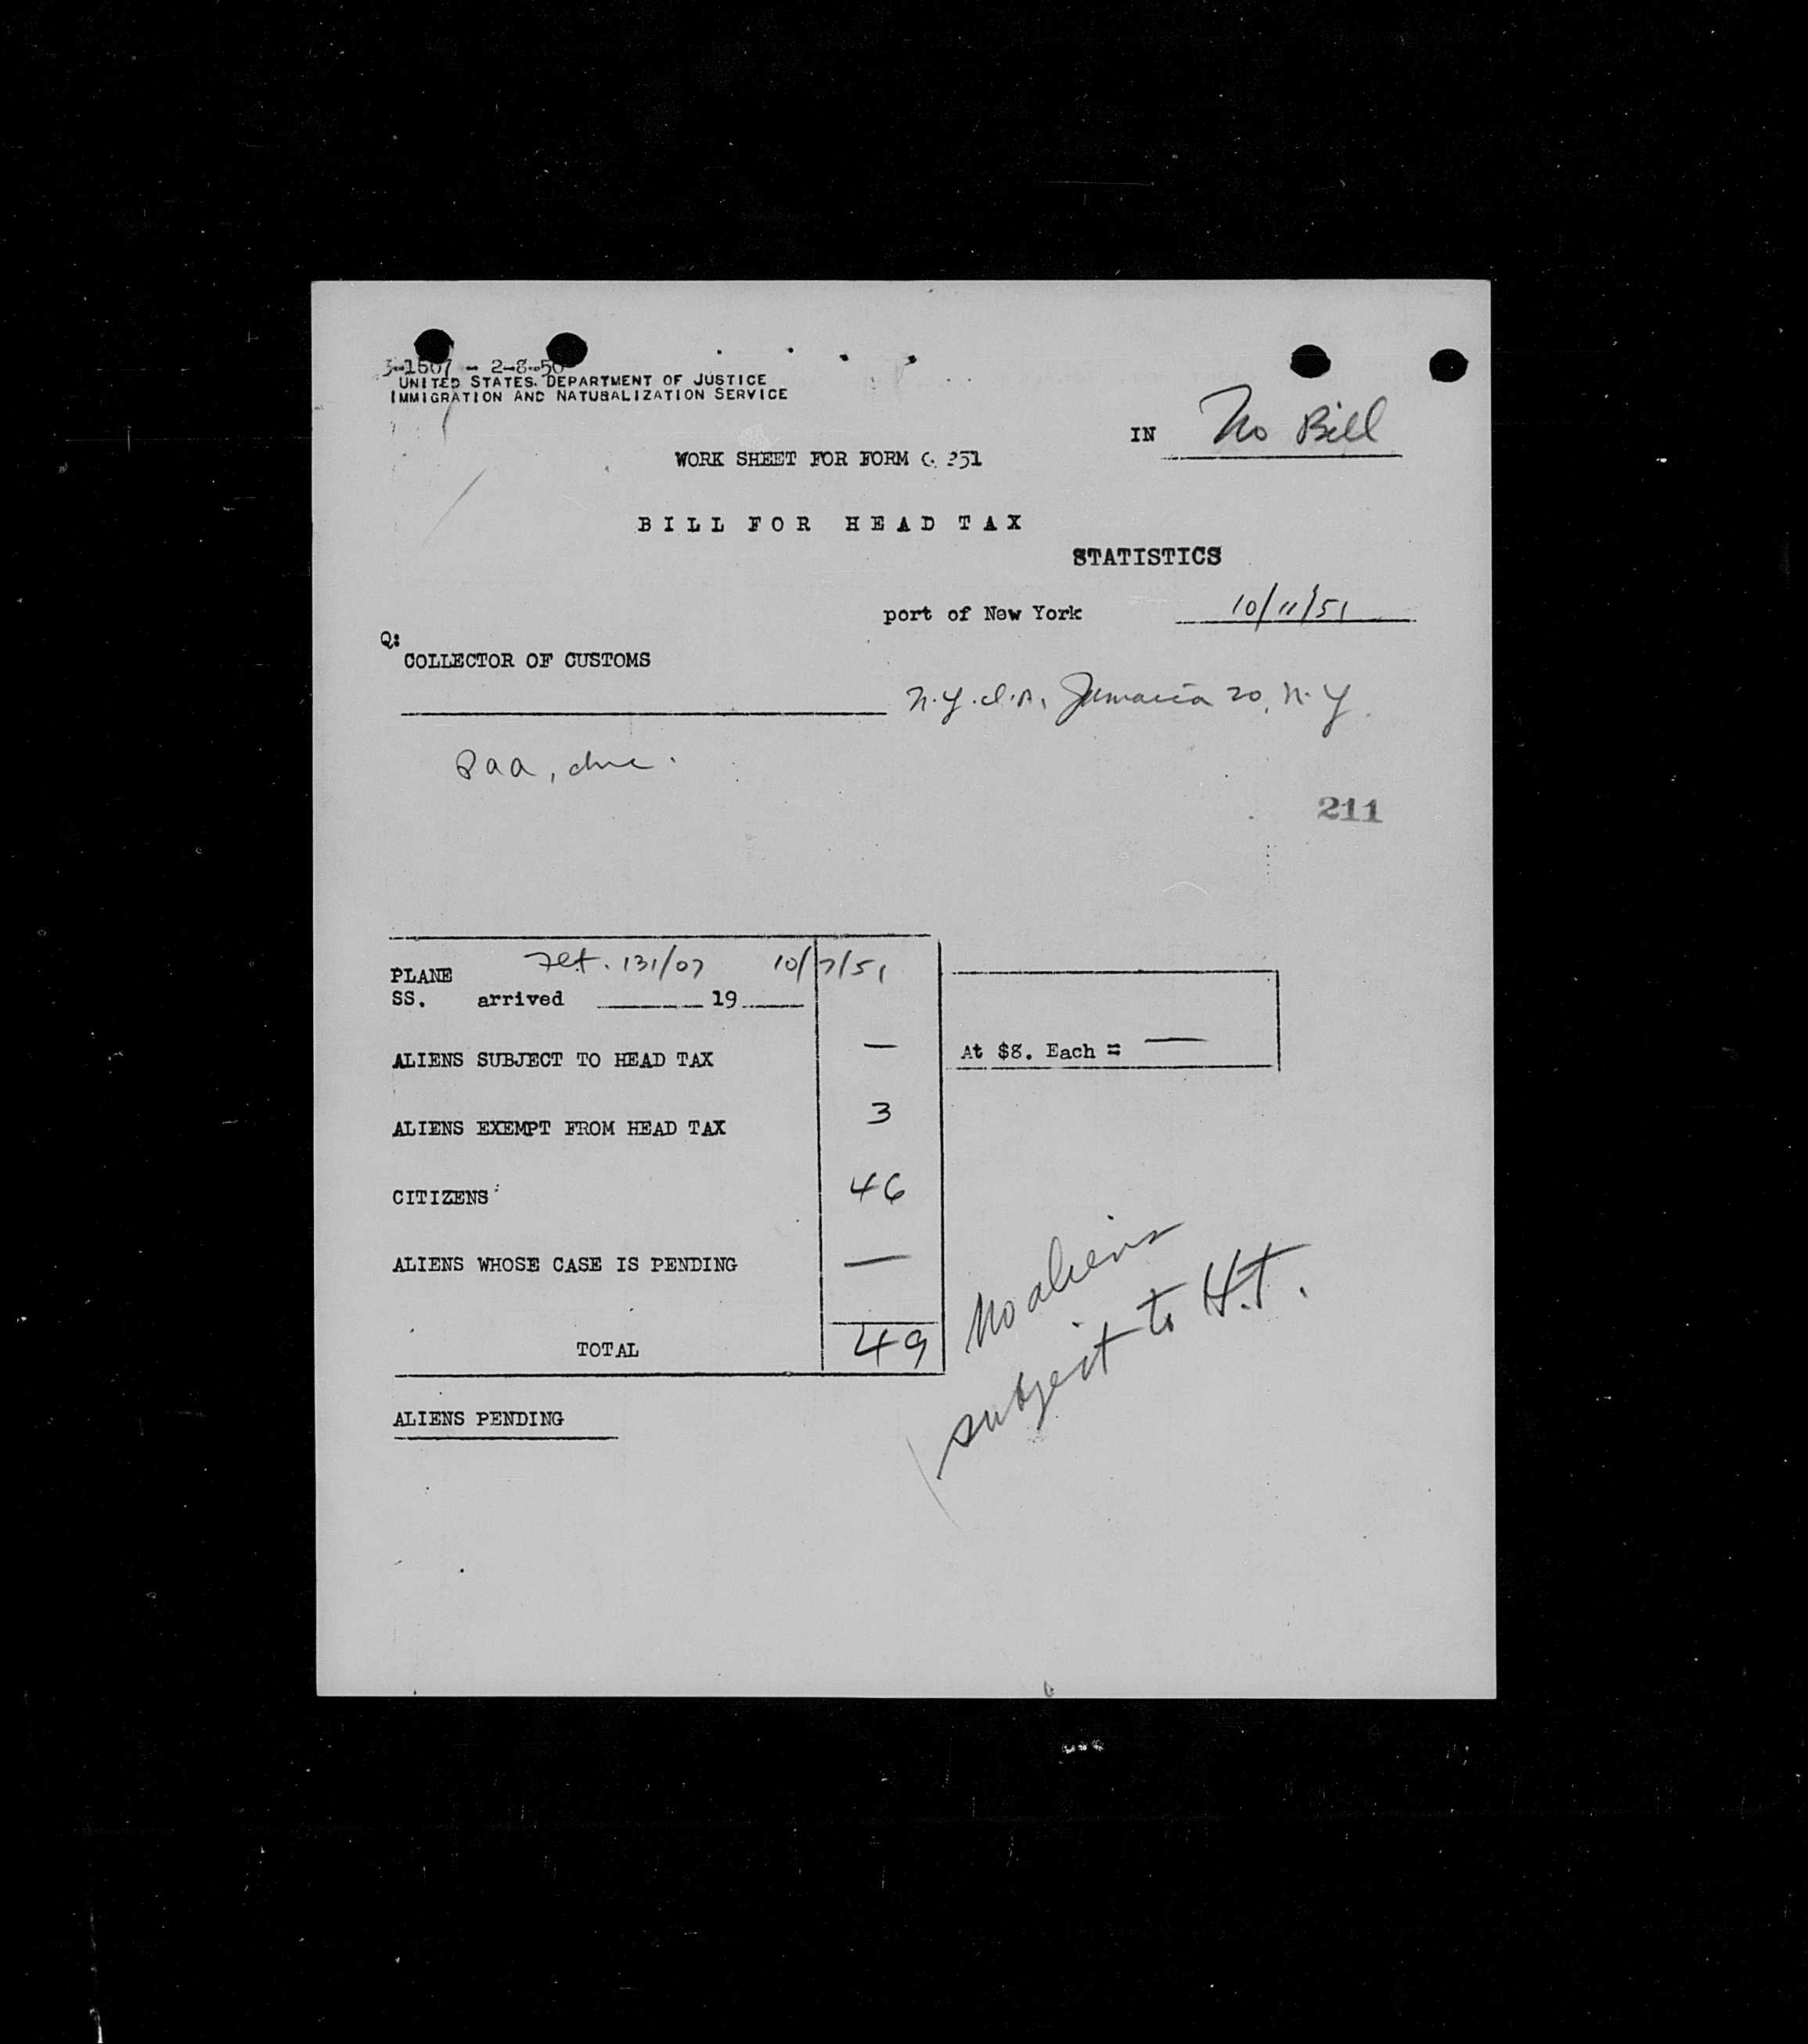 3-1507 - 2-8-50
UNITED STATES DEPARTMENT OF JUSTICE
IMMIGRATION AND NATURALIZATION SERVICE
IN No Bill
WORK SHEET FOR FORM 251
BILL FOR HEAD TAX
STATISTICS
port of New York 10/11/51
Q:
COLLECTOR OF CUSTOMS
N.Y.I.A. Jamaica 20, N.Y.
Paa, Inc.
211
Flt. 131/07 10/7/51
PLANE
SS. arrived 19
ALIENS SUBJECT TO HEAD TAX — At $8. Each = —
ALIENS EXEMPT FROM HEAD TAX 3
CITIZENS 46
ALIENS WHOSE CASE IS PENDING —
TOTAL 49
No aliens
subject to H.T.
ALIENS PENDING